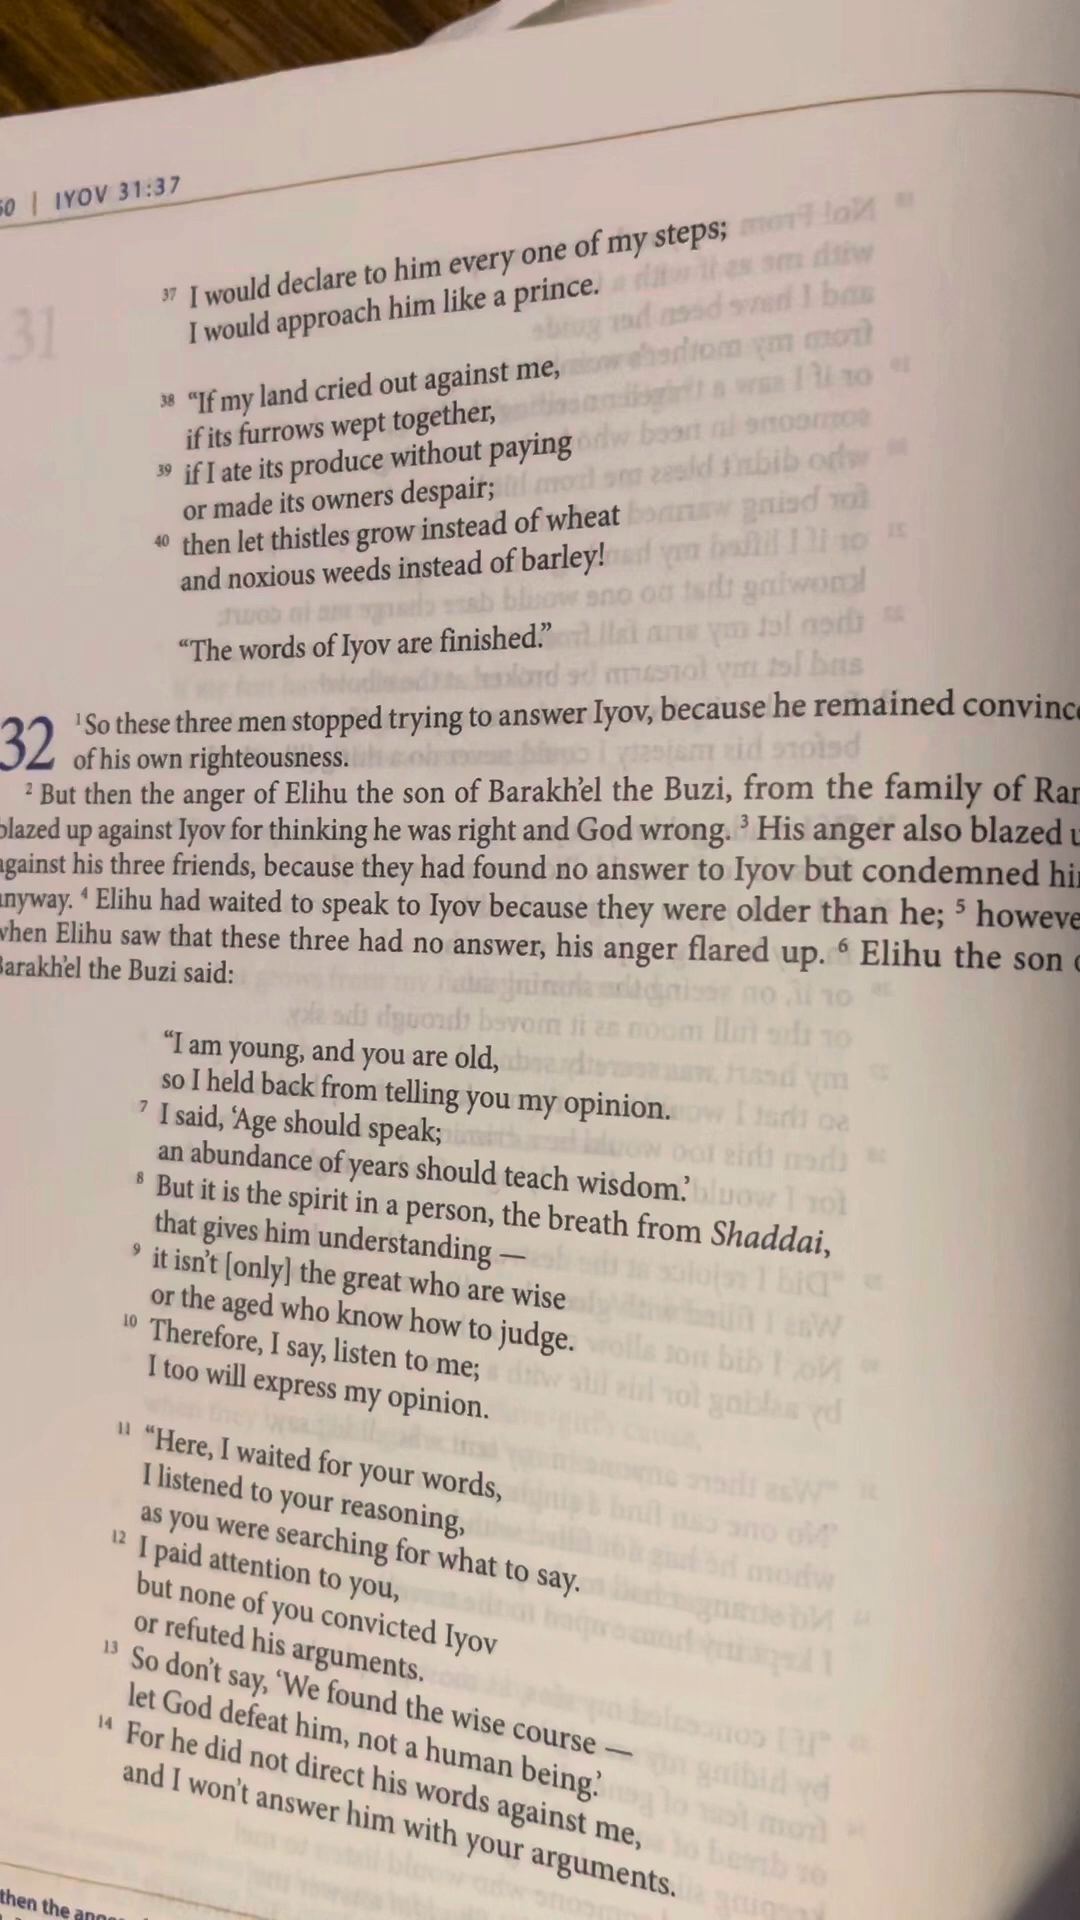 60 | IYOV 31:37
37 I would declare to him every one of my steps;
I would approach him like a prince.
38 “If my land cried out against me,
if its furrows wept together,
39 if I ate its produce without paying
or made its owners despair;
40 then let thistles grow instead of wheat
and noxious weeds instead of barley!
“The words of Iyov are finished.”
32 1 So these three men stopped trying to answer Iyov, because he remained
of his own righteousness.
2 But then the anger of Elihu the son of Barakh’el the Buzi, from the family of
blazed up against Iyov for thinking he was right and God wrong. 3 His anger also blazed
against his three friends, because they had found no answer to Iyov but condemned
anyway. 4 Elihu had waited to speak to Iyov because they were older than he; 5
when Elihu saw that these three had no answer, his anger flared up. 6 Elihu the son
Barakh’el the Buzi said:
“I am young, and you are old,
so I held back from telling you my opinion.
7 I said, ‘Age should speak;
an abundance of years should teach wisdom.’
8 But it is the spirit in a person, the breath from Shaddai,
that gives him understanding —
9 it isn’t [only] the great who are wise
or the aged who know how to judge.
10 Therefore, I say, listen to me;
I too will express my opinion.
11 “Here, I waited for your words,
I listened to your reasoning,
as you were searching for what to say.
12 I paid attention to you,
but none of you convicted Iyov
or refuted his arguments.
13 So don’t say, ‘We found the wise course —
let God defeat him, not a human being.’
14 For he did not direct his words against me,
and I won’t answer him with your arguments.
then the